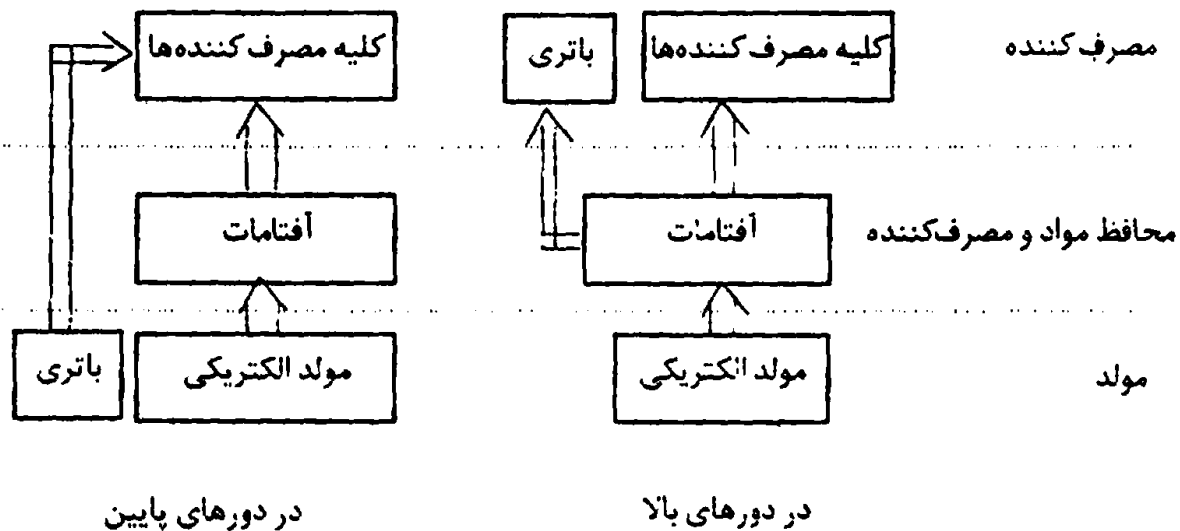 مصرف کننده
کلیه مصرف کننده‌ها
باتری
کلیه مصرف کننده‌ها
محافظ مواد و مصرف‌کننده
آفتامات
آفتامات
مولد
مولد الکتریکی
مولد الکتریکی
باتری
در دورهای بالا
در دورهای پایین